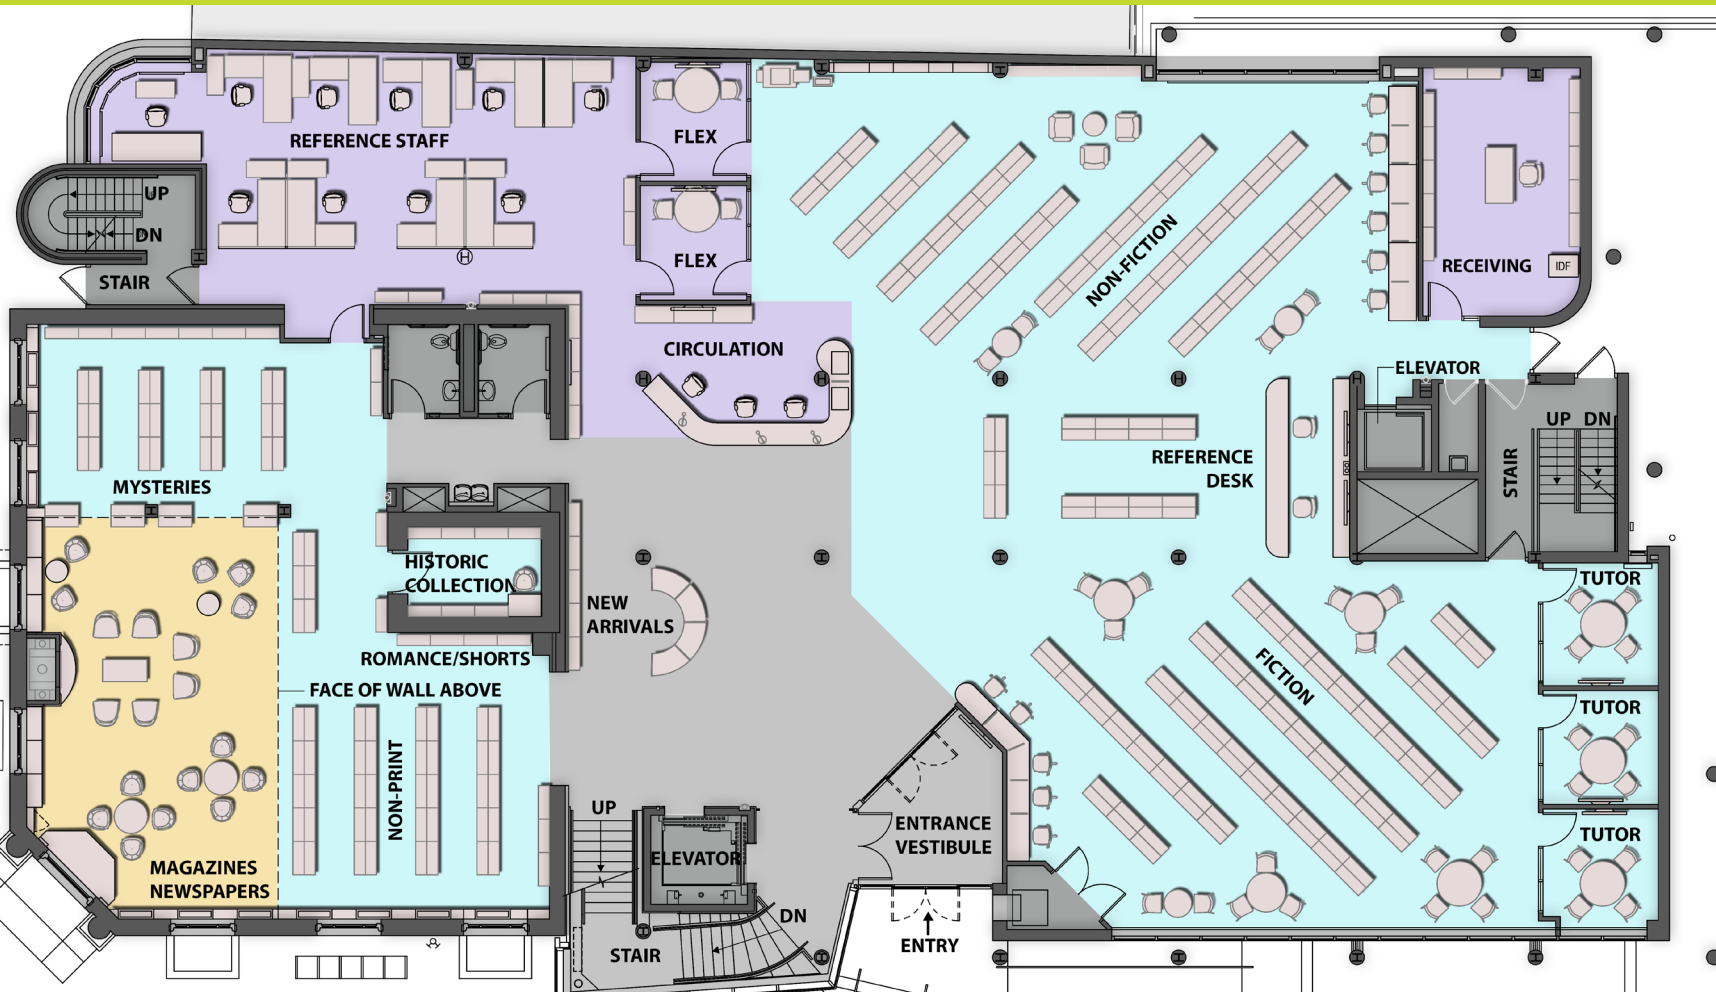 REFERENCE STAFF
FLEX
FLEX
UP
DN
STAIR
RECEIVING
IDF
NON-FICTION
CIRCULATION
ELEVATOR
UP DN
STAIR
REFERENCE
DESK
MYSTERIES
HISTORIC
COLLECTION
NEW
ARRIVALS
ROMANCE/SHORTS
FACE OF WALL ABOVE
NON-PRINT
MAGAZINES
NEWSPAPERS
FICTION
TUTOR
TUTOR
TUTOR
UP
ELEVATOR
DN
STAIR
ENTRANCE
VESTIBULE
ENTRY